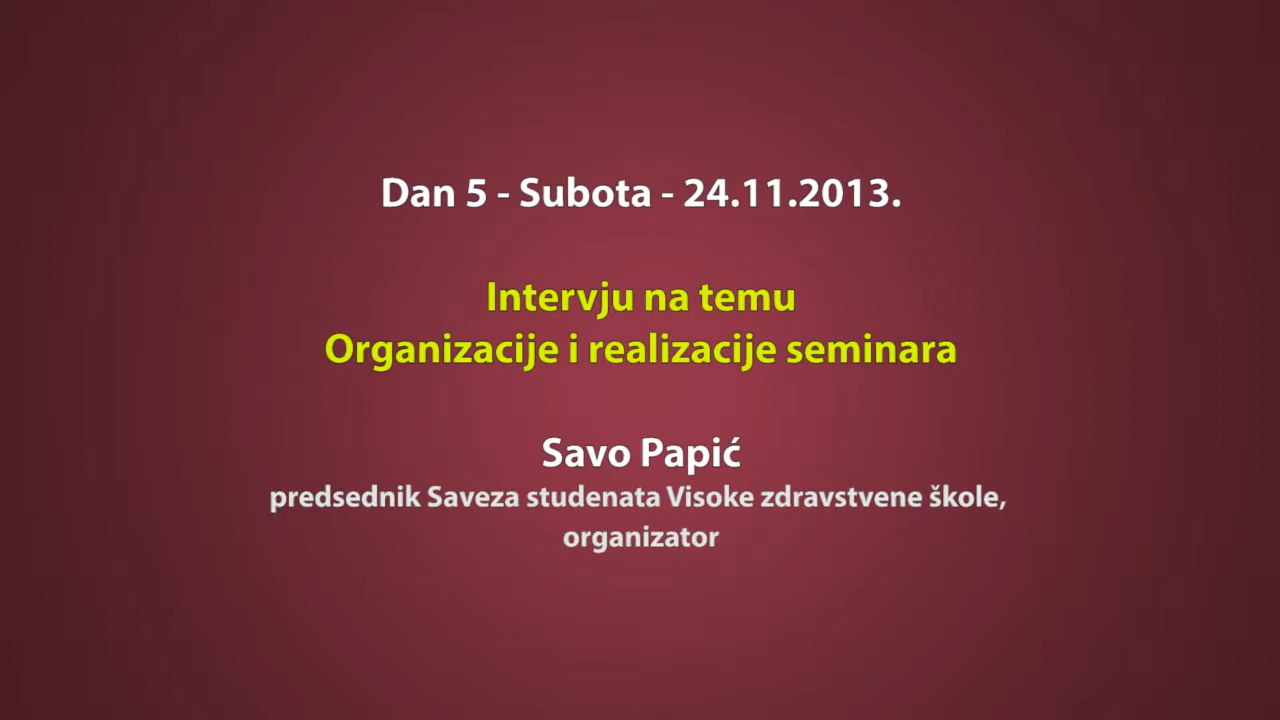 Dan 5 - Subota - 24.11.2013.
Intervju na temu
Organizacije i realizacije seminara
Savo Papić
predsednik Saveza studenata Visoke zdravstvene škole,
organizator